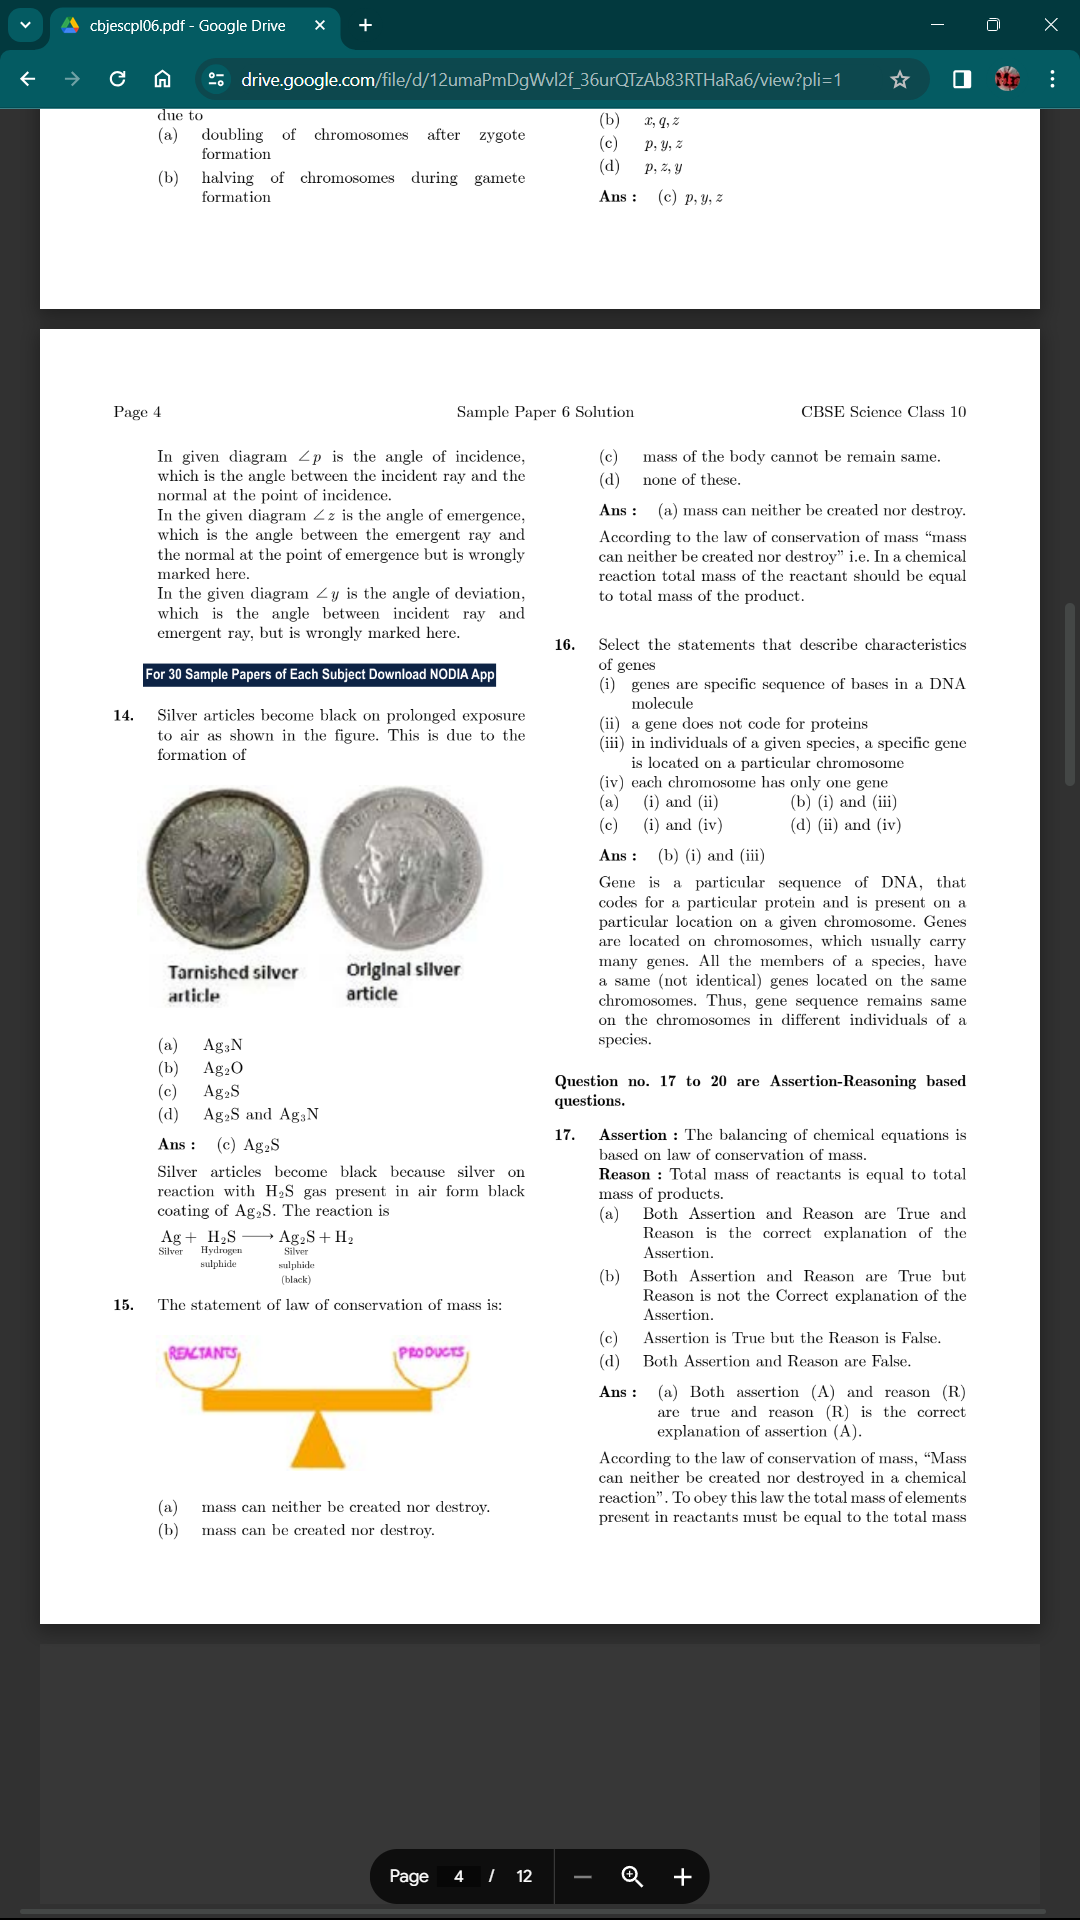 cbjescpl06.pdf - Google Drive
drive.google.com/file/d/12umaPmDgWvl2f_36urQTzAb83RTHaRa6/view?pli=1
due to
(a) doubling of chromosomes after zygote
formation
(b) halving of chromosomes during gamete
formation
(b) x, q, z
(c) p, y, z
(d) p, z, y
Ans : (c) p, y, z
Page 4
Sample Paper 6 Solution
CBSE Science Class 10
In given diagram ∠p is the angle of incidence,
which is the angle between the incident ray and the
normal at the point of incidence.
In the given diagram ∠z is the angle of emergence,
which is the angle between the emergent ray and
the normal at the point of emergence but is wrongly
marked here.
In the given diagram ∠y is the angle of deviation,
which is the angle between incident ray and
emergent ray, but is wrongly marked here.
For 30 Sample Papers of Each Subject Download NODIA App
14. Silver articles become black on prolonged exposure
to air as shown in the figure. This is due to the
formation of
Tarnished silver
article
Original silver
article
(a) Ag₃N
(b) Ag₂O
(c) Ag₂S
(d) Ag₂S and Ag₃N
Ans : (c) Ag₂S
Silver articles become black because silver on
reaction with H₂S gas present in air form black
coating of Ag₂S. The reaction is
Ag + H₂S ⟶ Ag₂S + H₂
Silver Hydrogen Silver
sulphide sulphide
(black)
15. The statement of law of conservation of mass is:
REACTANTS PRODUCTS
(a) mass can neither be created nor destroy.
(b) mass can be created nor destroy.
(c) mass of the body cannot be remain same.
(d) none of these.
Ans : (a) mass can neither be created nor destroy.
According to the law of conservation of mass “mass
can neither be created nor destroy” i.e. In a chemical
reaction total mass of the reactant should be equal
to total mass of the product.
16. Select the statements that describe characteristics
of genes
(i) genes are specific sequence of bases in a DNA
molecule
(ii) a gene does not code for proteins
(iii) in individuals of a given species, a specific gene
is located on a particular chromosome
(iv) each chromosome has only one gene
(a) (i) and (ii) (b) (i) and (iii)
(c) (i) and (iv) (d) (ii) and (iv)
Ans : (b) (i) and (iii)
Gene is a particular sequence of DNA, that
codes for a particular protein and is present on a
particular location on a given chromosome. Genes
are located on chromosomes, which usually carry
many genes. All the members of a species, have
a same (not identical) genes located on the same
chromosomes. Thus, gene sequence remains same
on the chromosomes in different individuals of a
species.
Question no. 17 to 20 are Assertion-Reasoning based
questions.
17. Assertion : The balancing of chemical equations is
based on law of conservation of mass.
Reason : Total mass of reactants is equal to total
mass of products.
(a) Both Assertion and Reason are True and
Reason is the correct explanation of the
Assertion.
(b) Both Assertion and Reason are True but
Reason is not the Correct explanation of the
Assertion.
(c) Assertion is True but the Reason is False.
(d) Both Assertion and Reason are False.
Ans : (a) Both assertion (A) and reason (R)
are true and reason (R) is the correct
explanation of assertion (A).
According to the law of conservation of mass, “Mass
can neither be created nor destroyed in a chemical
reaction”. To obey this law the total mass of elements
present in reactants must be equal to the total mass
Page 4 / 12